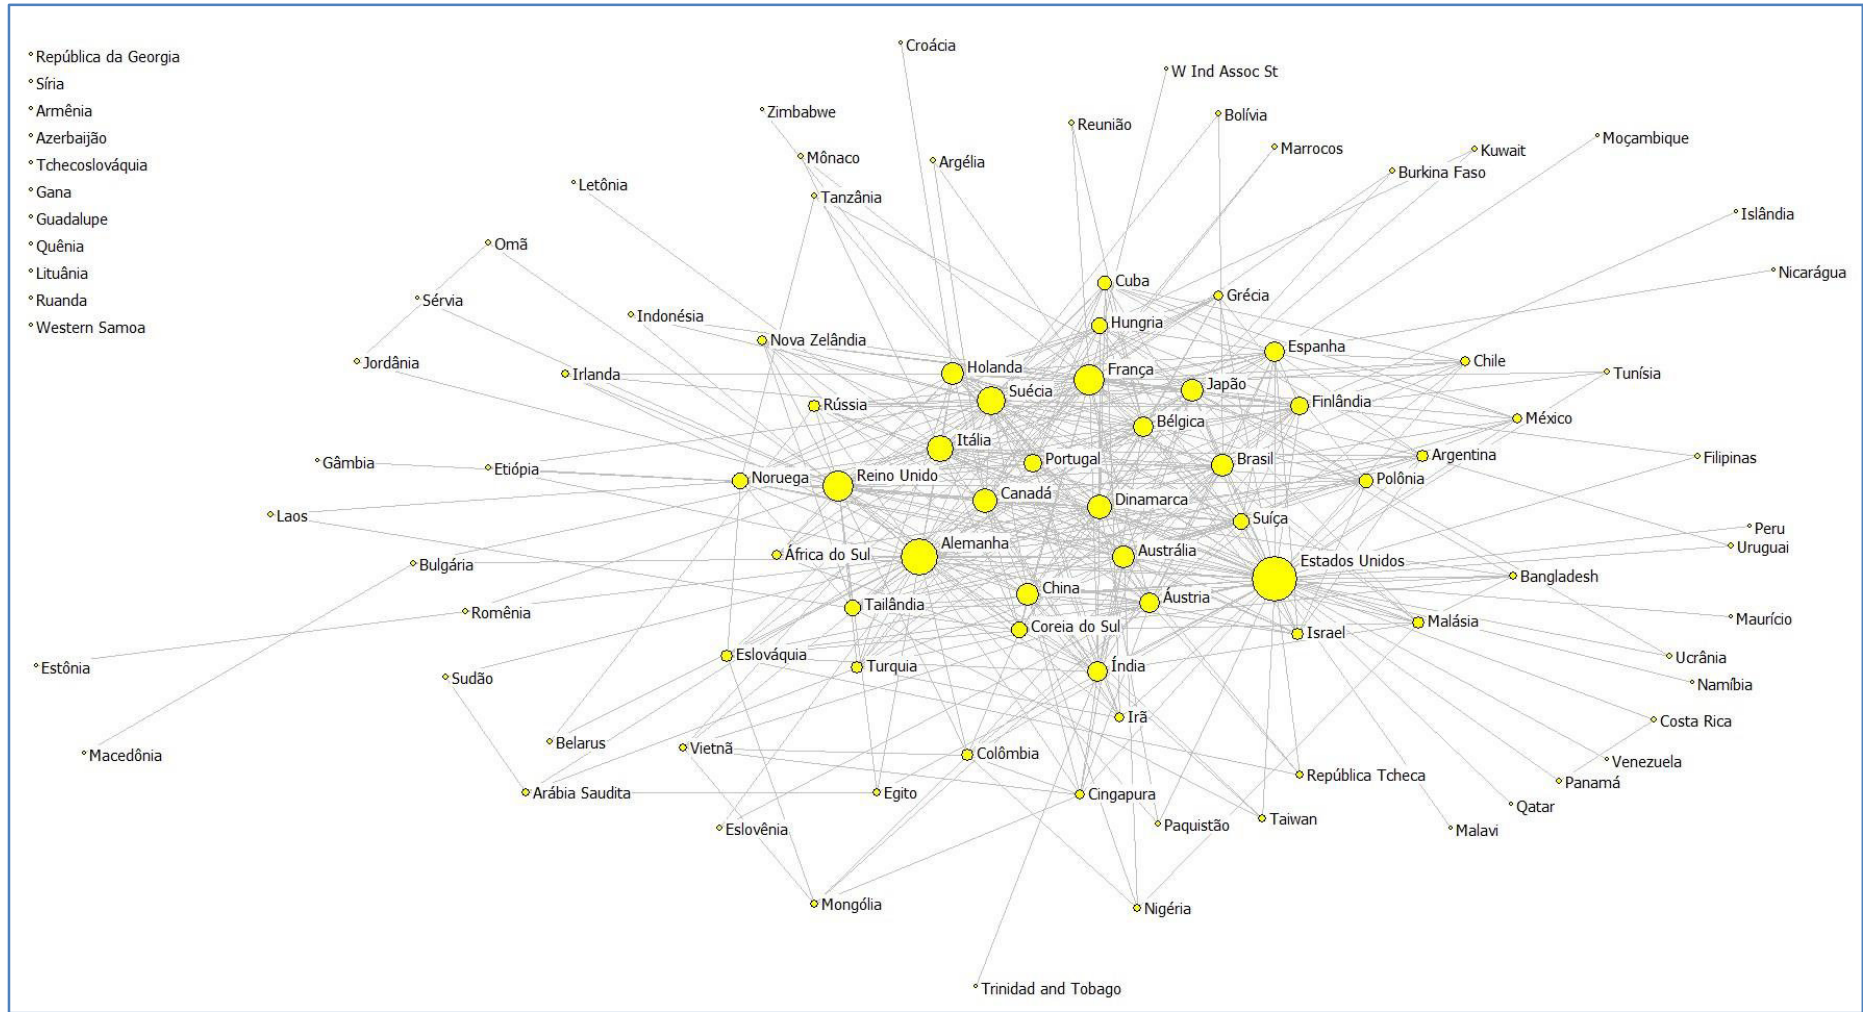 República da Georgia
Síria
Armênia
Azerbaijão
Tchecoslováquia
Gana
Guadalupe
Quênia
Lituânia
Ruanda
Western Samoa
Croácia
W Ind Assoc St
Zimbabwe
Reunião
Bolívia
Moçambique
Marrocos
Kuwait
Mônaco
Argélia
Burkina Faso
Letônia
Tanzânia
Islândia
Omã
Nicarágua
Cuba
Grécia
Sérvia
Indonésia
Hungria
Nova Zelândia
Espanha
Jordânia
Irlanda
Holanda
França
Chile
Tunísia
Suécia
Japão
Rússia
Finlândia
México
Bélgica
Itália
Gâmbia
Etiópia
Portugal
Brasil
Argentina
Filipinas
Noruega
Reino Unido
Polônia
Canadá
Dinamarca
Laos
Suíça
Peru
Alemanha
Uruguai
África do Sul
Austrália
Estados Unidos
Bulgária
Bangladesh
China
Tailândia
Áustria
Romênia
Maurício
Malásia
Coreia do Sul
Israel
Eslováquia
Ucrânia
Estônia
Turquia
Índia
Sudão
Namíbia
Irã
Costa Rica
Belarus
Vietnã
Colômbia
Macedônia
Venezuela
República Tcheca
Panamá
Arábia Saudita
Egito
Cingapura
Qatar
Taiwan
Eslovênia
Paquistão
Malavi
Mongólia
Nigéria
Trinidad and Tobago